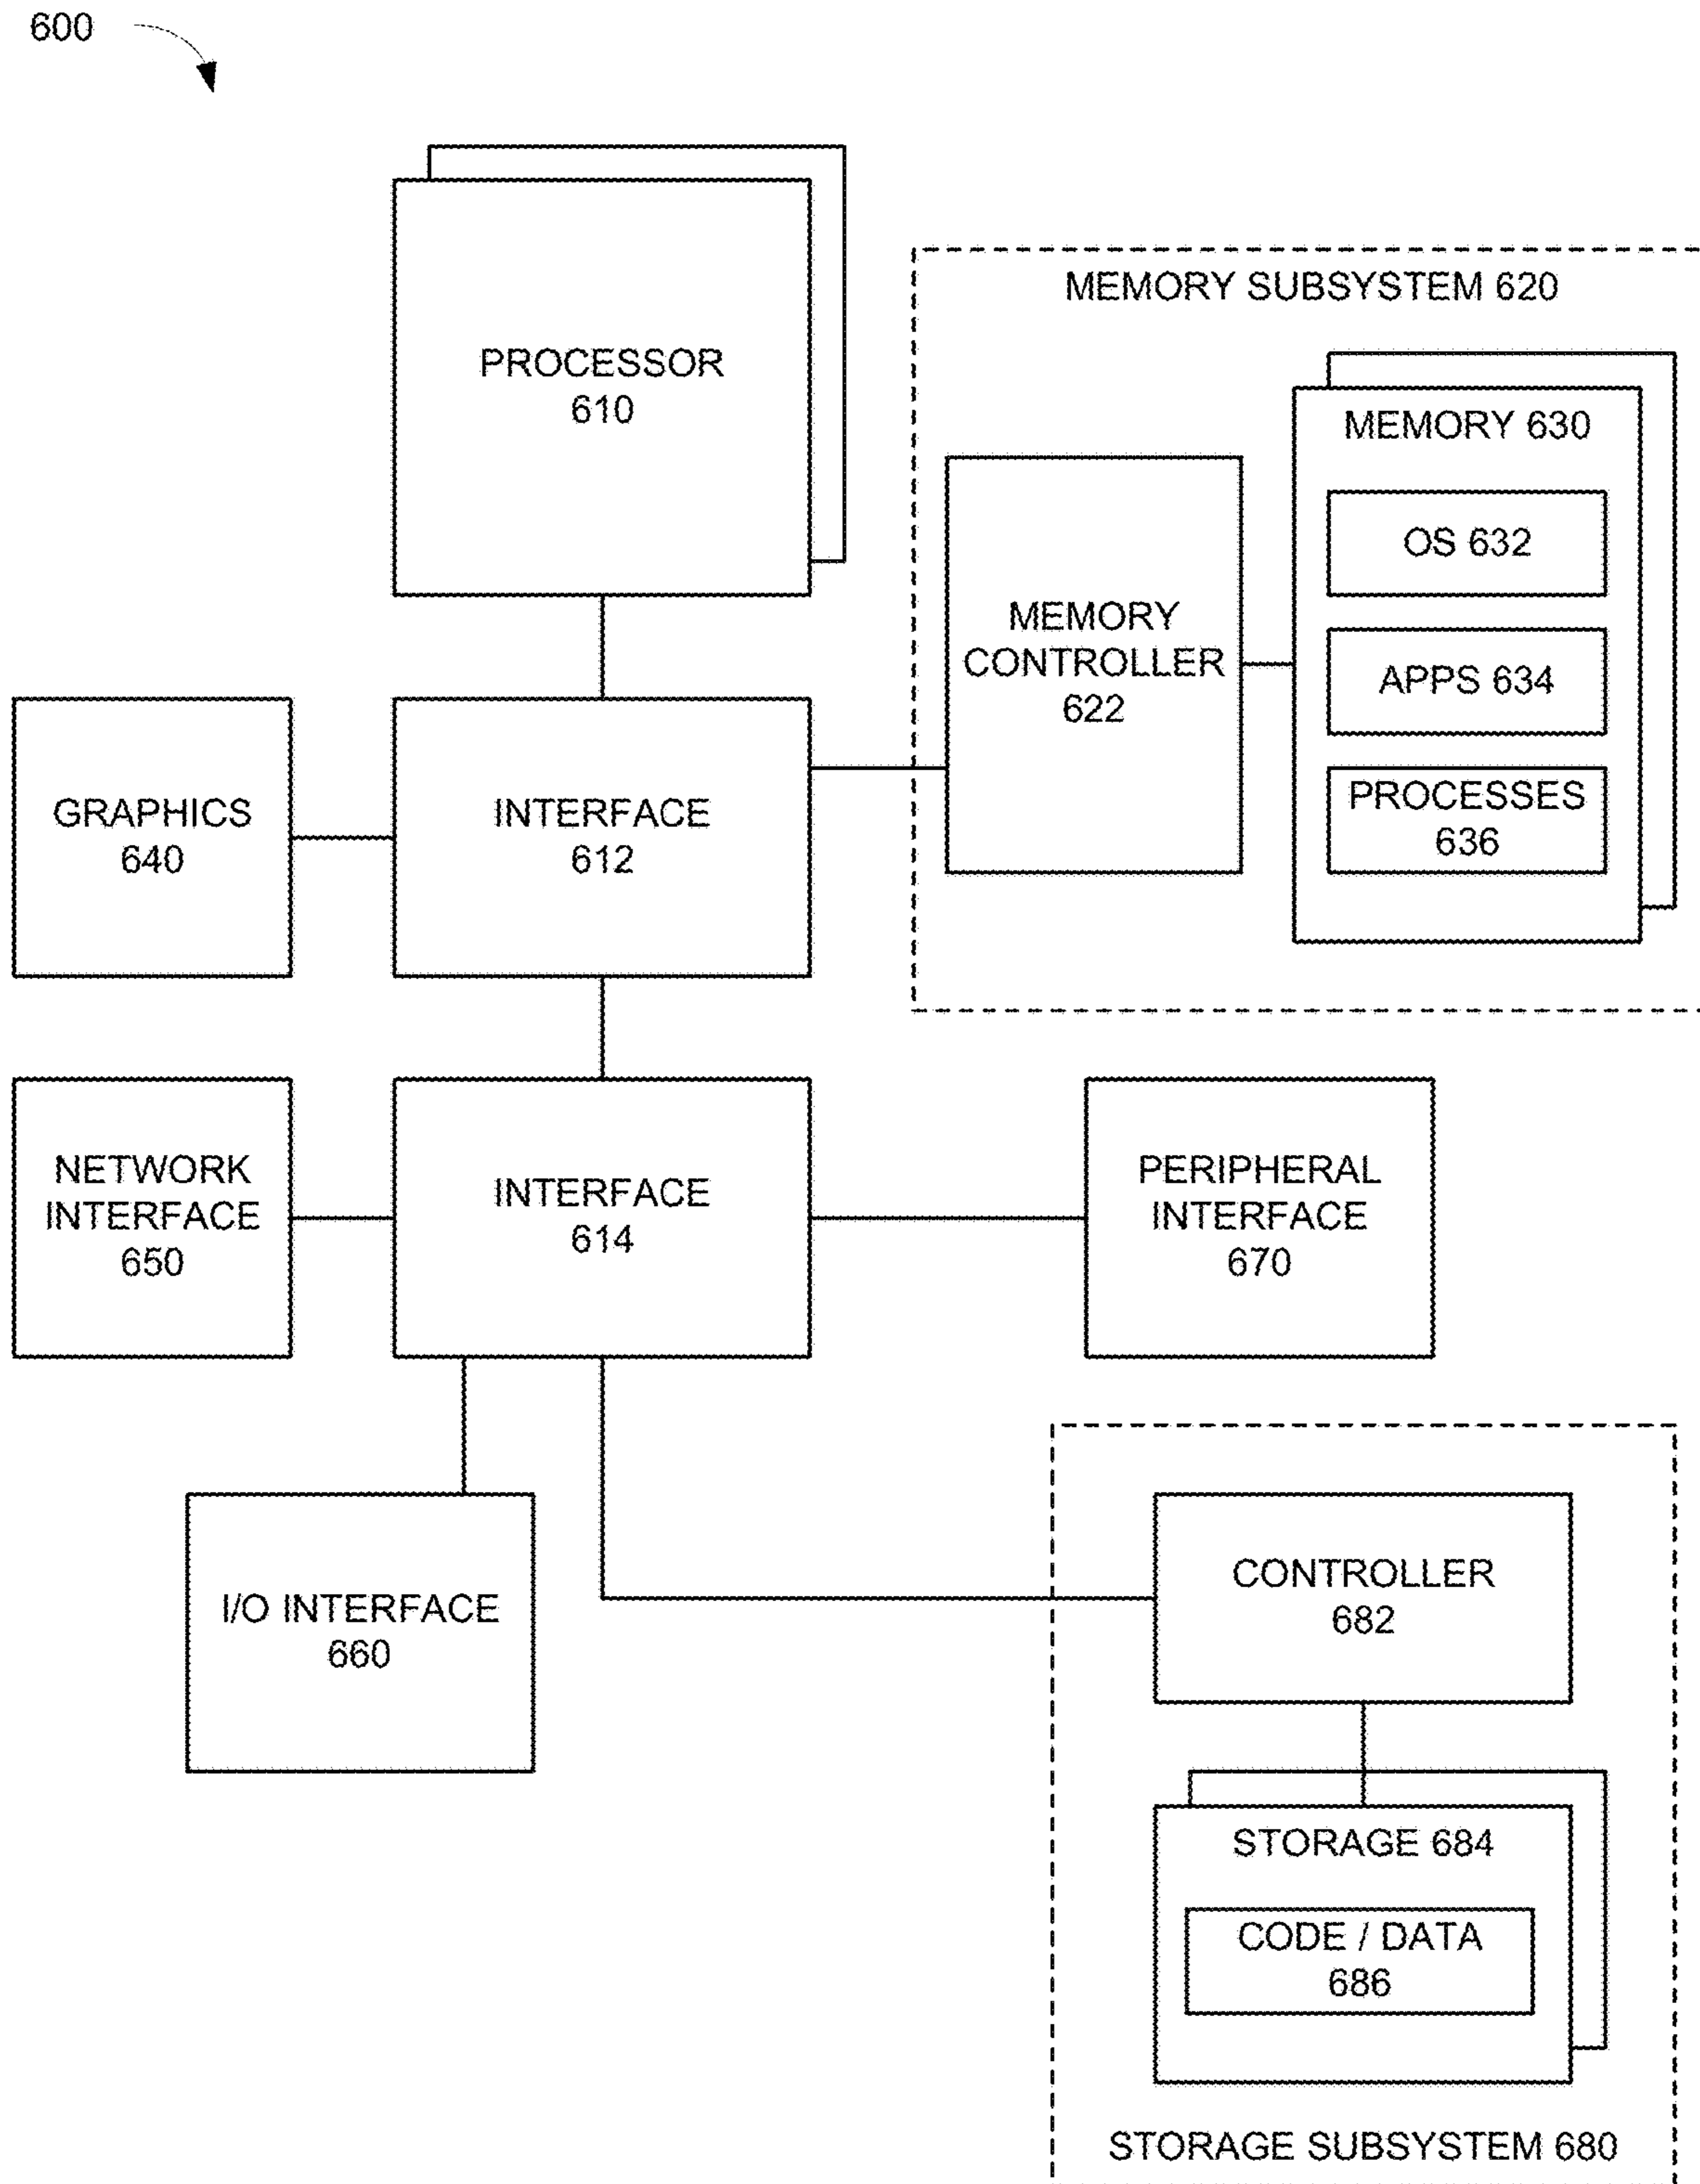 600
PROCESSOR
610
MEMORY SUBSYSTEM 620
MEMORY 630
OS 632
APPS 634
PROCESSES
636
MEMORY
CONTROLLER
622
GRAPHICS
640
INTERFACE
612
NETWORK
INTERFACE
650
INTERFACE
614
PERIPHERAL
INTERFACE
670
I/O INTERFACE
660
CONTROLLER
682
STORAGE 684
CODE / DATA
686
STORAGE SUBSYSTEM 680